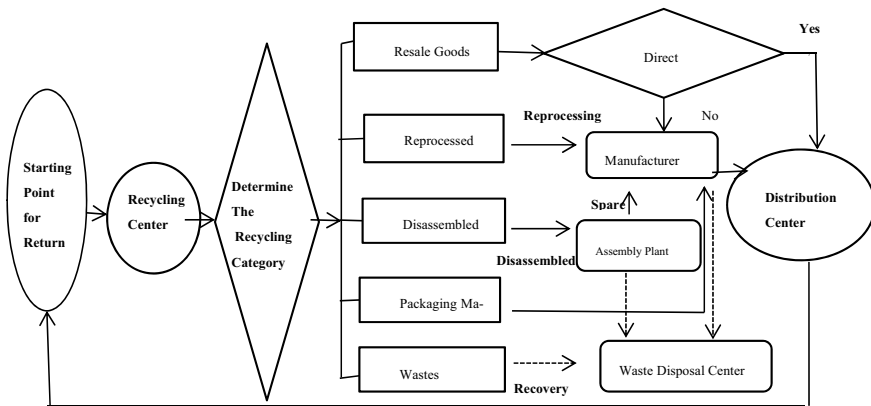 Starting
Point
for
Return
Recycling
Center
Determine
The
Recycling
Category
Resale Goods
Reprocessed
Disassembled
Packaging Ma-
Wastes
Direct
Yes
No
Reprocessing
Manufacturer
Spare
Assembly Plant
Disassembled
Waste Disposal Center
Recovery
Distribution
Center